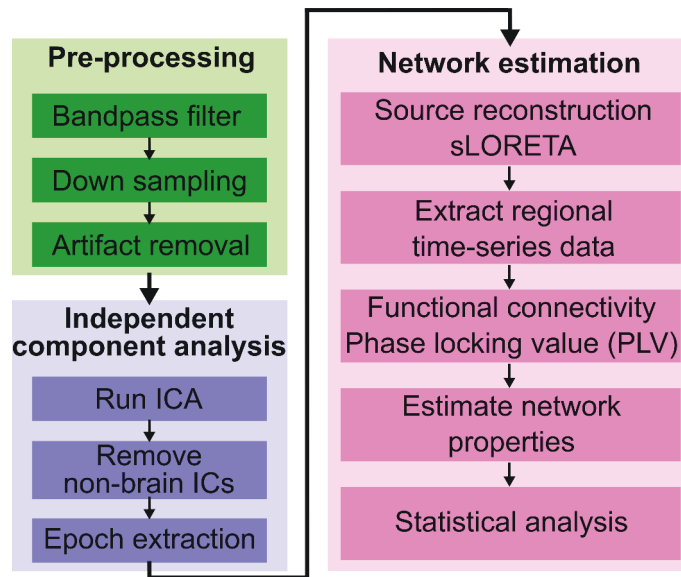 Pre-processing
Bandpass filter
Down sampling
Artifact removal
Independent
component analysis
Run ICA
Remove
non-brain ICs
Epoch extraction
Network estimation
Source reconstruction
sLORETA
Extract regional
time-series data
Functional connectivity
Phase locking value (PLV)
Estimate network
properties
Statistical analysis